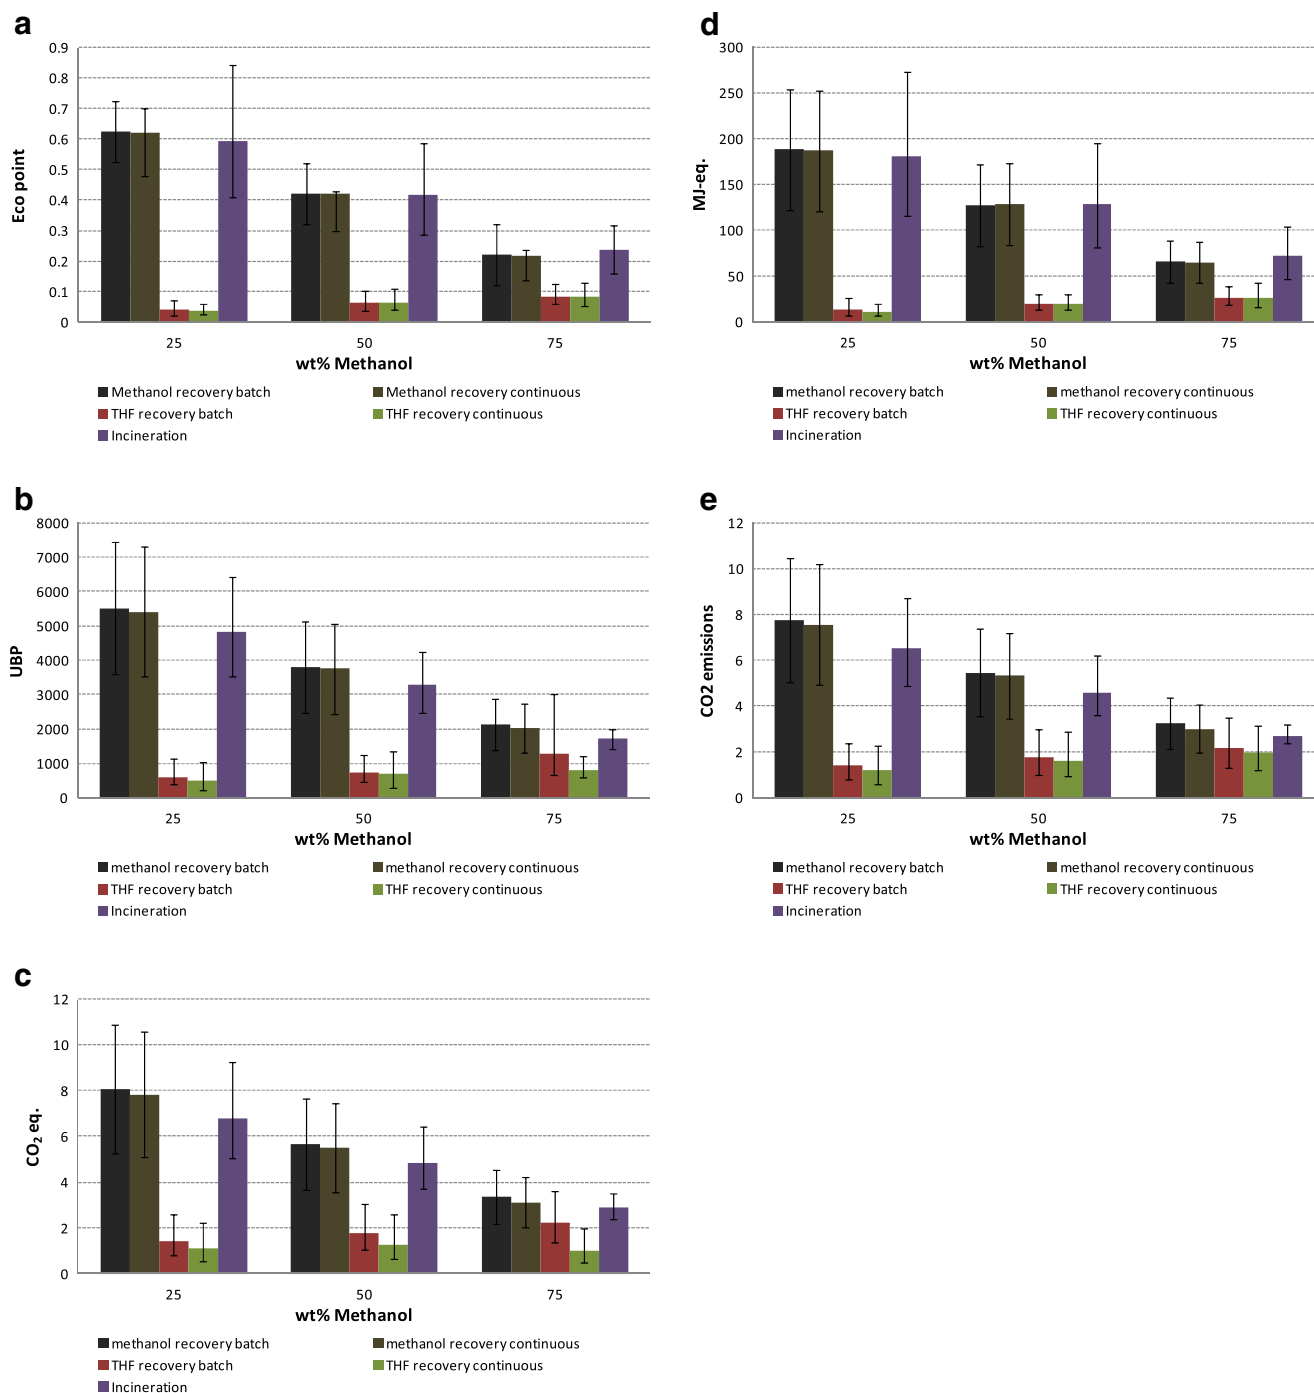 a
0.9
0.8
0.7
0.6
0.5
0.4
0.3
0.2
0.1
0
Eco point
25 50 75
wt% Methanol
Methanol recovery batch Methanol recovery continuous
THF recovery batch THF recovery continuous
Incineration
b
8000
7000
6000
5000
4000
3000
2000
1000
0
UBP
25 50 75
wt% Methanol
methanol recovery batch methanol recovery continuous
THF recovery batch THF recovery continuous
Incineration
c
12
10
8
6
4
2
0
CO₂ eq.
25 50 75
wt% Methanol
methanol recovery batch methanol recovery continuous
THF recovery batch THF recovery continuous
Incineration
d
300
250
200
150
100
50
0
MJ-eq.
25 50 75
wt% Methanol
methanol recovery batch methanol recovery continuous
THF recovery batch THF recovery continuous
Incineration
e
12
10
8
6
4
2
0
CO2 emissions
25 50 75
wt% Methanol
methanol recovery batch methanol recovery continuous
THF recovery batch THF recovery continuous
Incineration